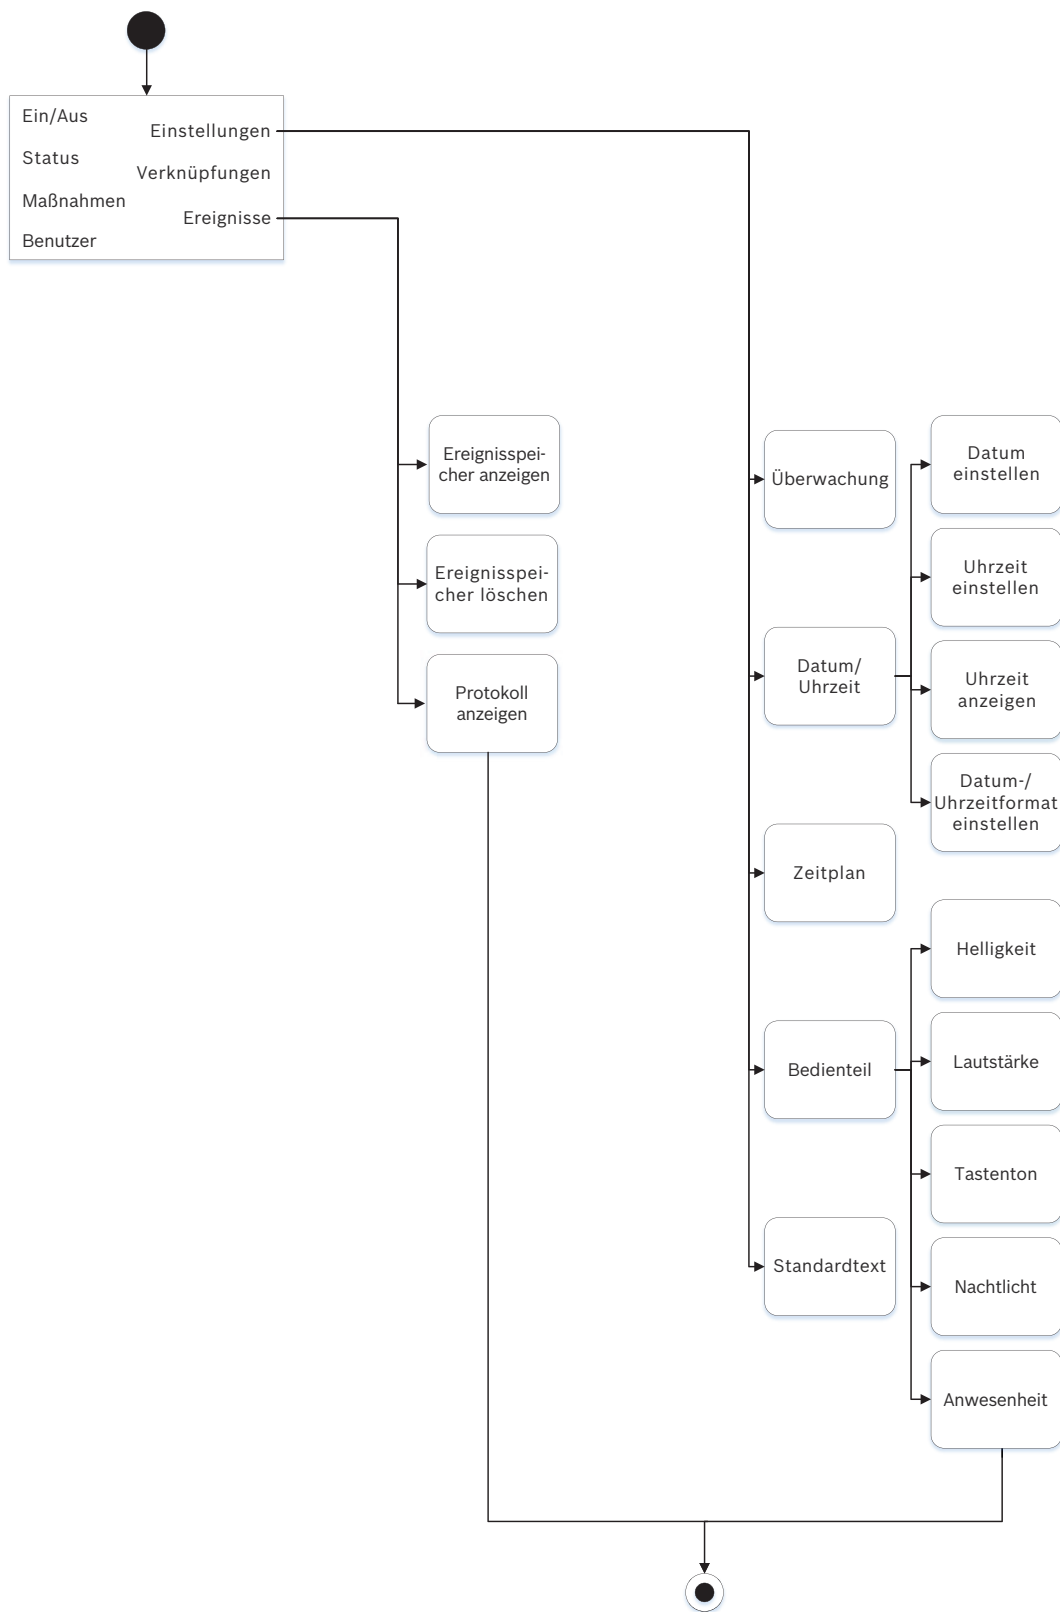 Ein/Aus
Status
Maßnahmen
Benutzer
Einstellungen
Verknüpfungen
Ereignisse
Ereignisspei-
cher anzeigen
Ereignisspei-
cher löschen
Protokoll
anzeigen
Überwachung
Datum/
Uhrzeit
Zeitplan
Bedienteil
Standardtext
Datum
einstellen
Uhrzeit
einstellen
Uhrzeit
anzeigen
Datum-/
Uhrzeitformat
einstellen
Helligkeit
Lautstärke
Tastenton
Nachtlicht
Anwesenheit